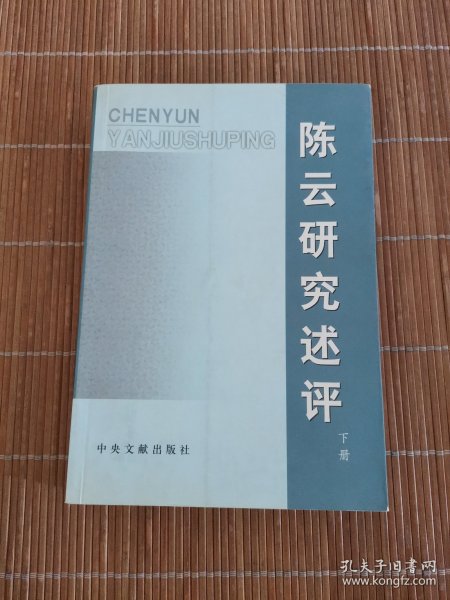 CHENYUN
YANJIUSHUPING
陈云研究述评
下册
中央文献出版社
孔夫子旧书网
www.kongfz.com